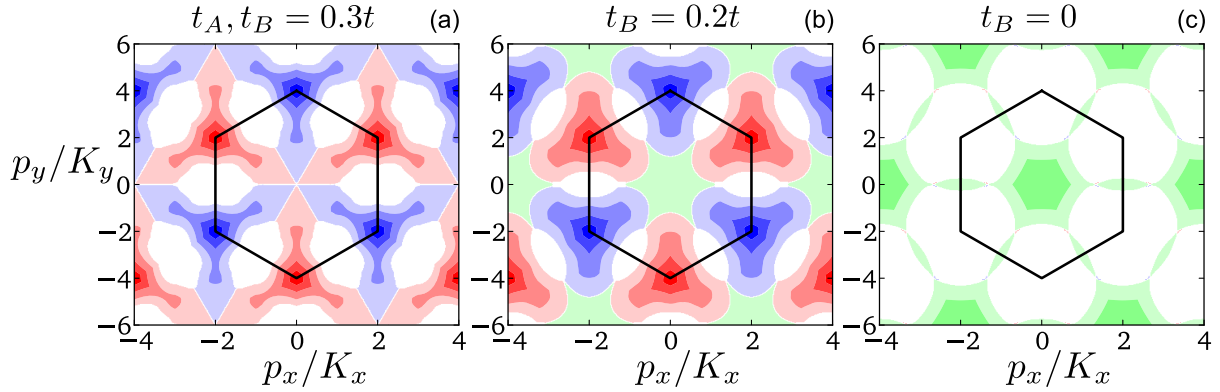 t_A, t_B = 0.3t (a)
t_B = 0.2t (b)
t_B = 0 (c)
6 6 6
4 4 4
2 2 2
p_y/K_y 0 0 0
−2 −2 −2
−4 −4 −4
−6 −6 −6
−4 −2 0 2 4 −4 −2 0 2 4 −4 −2 0 2 4
p_x/K_x p_x/K_x p_x/K_x